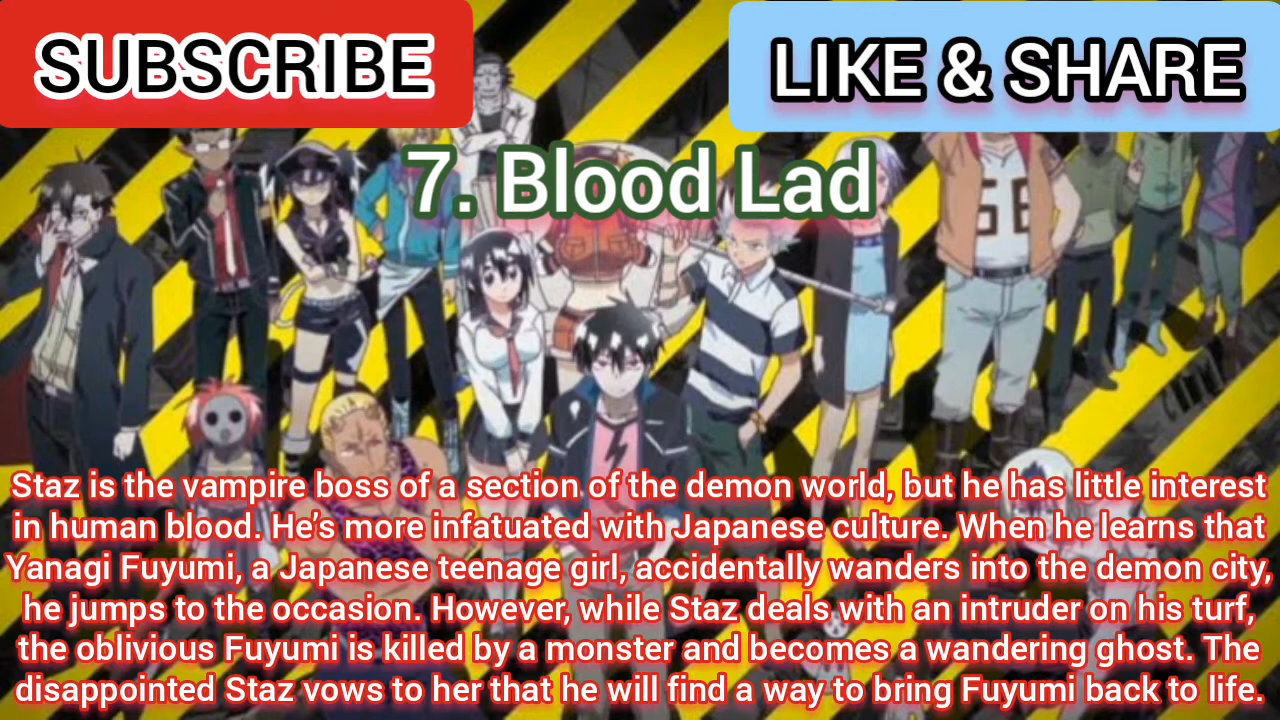 SUBSCRIBE
LIKE & SHARE
7. Blood Lad
Staz is the vampire boss of a section of the demon world, but he has little interest
in human blood. He’s more infatuated with Japanese culture. When he learns that
Yanagi Fuyumi, a Japanese teenage girl, accidentally wanders into the demon city,
he jumps to the occasion. However, while Staz deals with an intruder on his turf,
the oblivious Fuyumi is killed by a monster and becomes a wandering ghost. The
disappointed Staz vows to her that he will find a way to bring Fuyumi back to life.